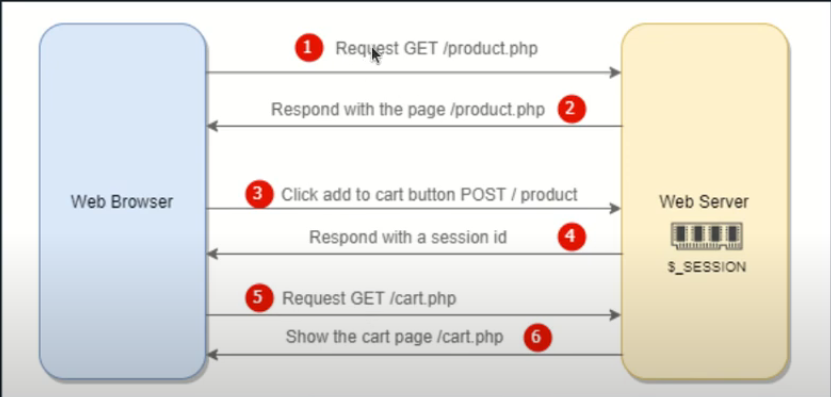 1 Request GET /product.php
Respond with the page /product.php 2
3 Click add to cart button POST / product
Web Browser
Web Server
Respond with a session id 4
$_SESSION
5 Request GET /cart.php
Show the cart page /cart.php 6